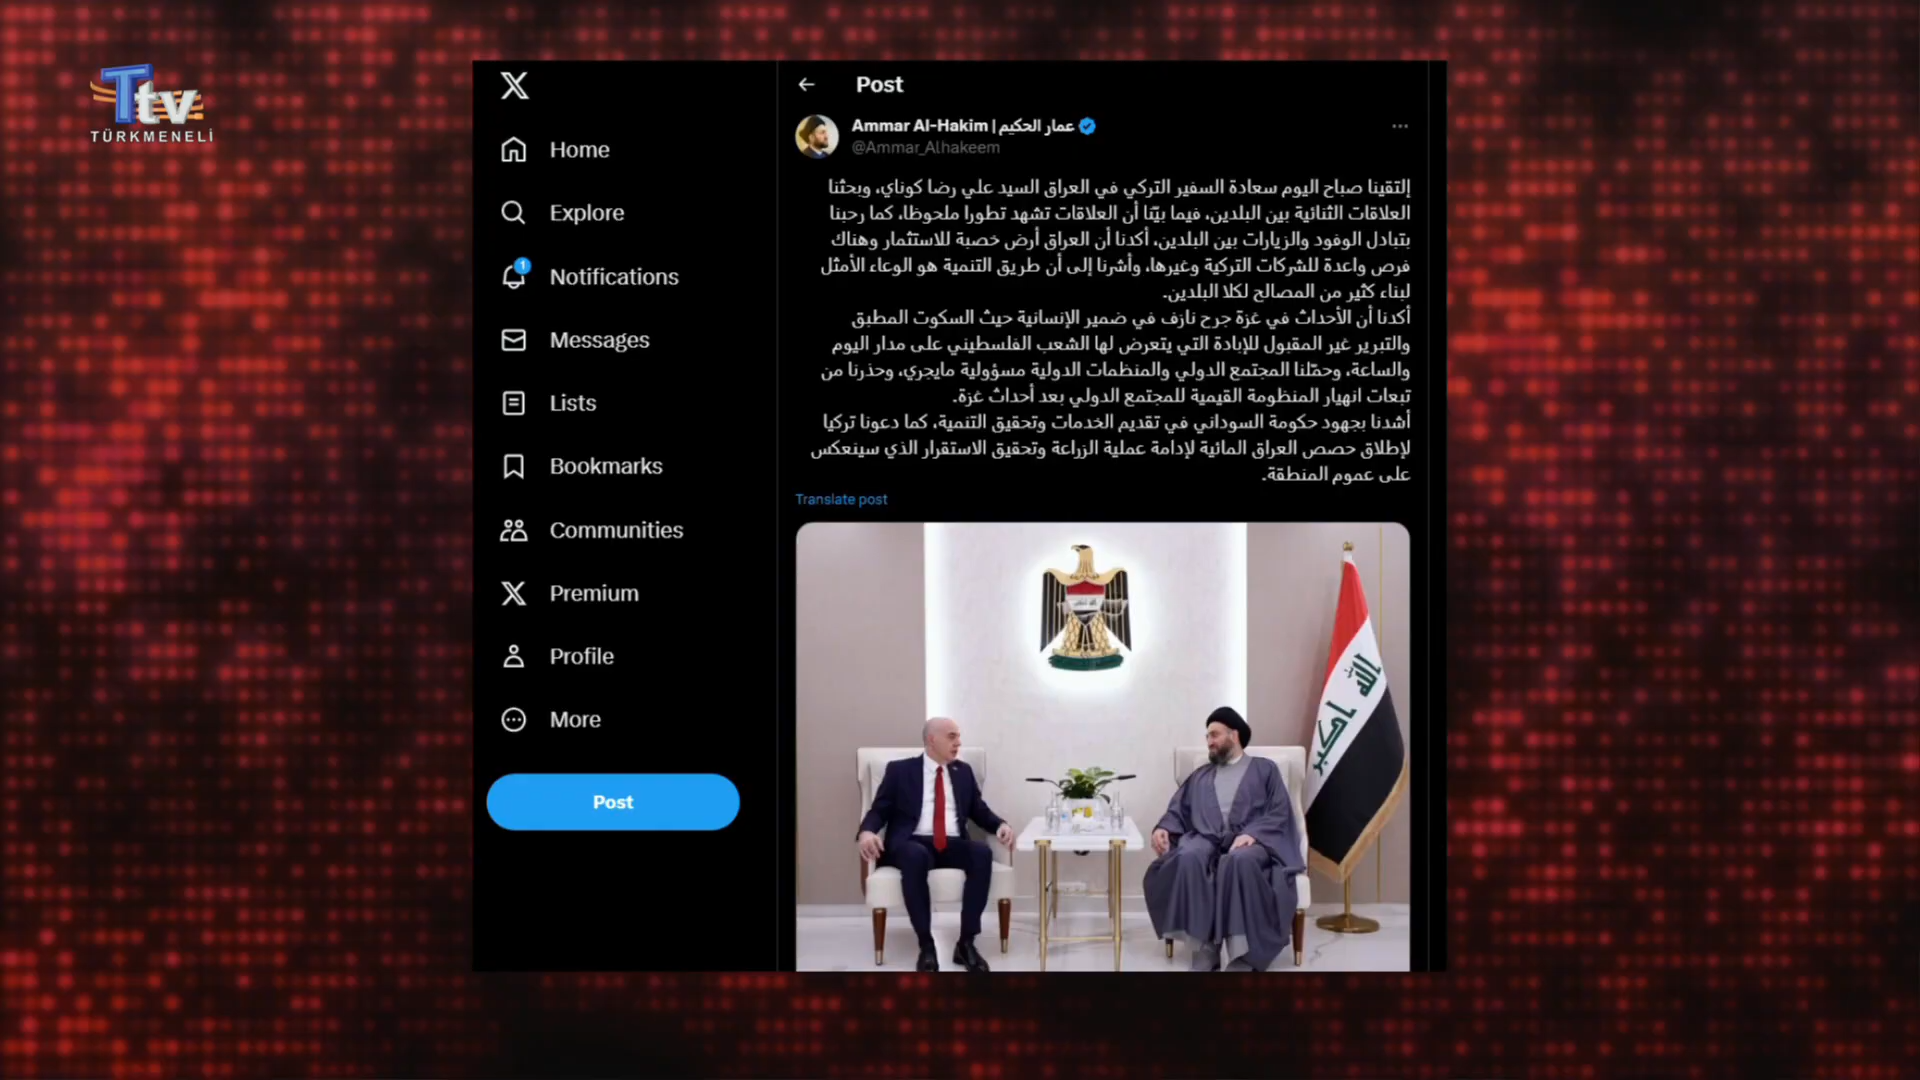 Ttv
TÜRKMENELİ
Home
Explore
1
Notifications
Messages
Lists
Bookmarks
Communities
Premium
Profile
More
Post
Post
Ammar Al-Hakim | عمار الحكيم
@Ammar_Alhakeem
إلتقينا صباح اليوم سعادة السفير التركي في العراق السيد علي رضا كوناي، وبحثنا
العلاقات الثنائية بين البلدين، فيما بيّنا أن العلاقات تشهد تطورا ملحوظا، كما رحبنا
بتبادل الوفود والزيارات بين البلدين، أكدنا أن العراق أرض خصبة للاستثمار وهناك
فرص واعدة للشركات التركية وغيرها، وأشرنا إلى أن طريق التنمية هو الوعاء الأمثل
لبناء كثير من المصالح لكلا البلدين.
أكدنا أن الأحداث في غزة جرح نازف في ضمير الإنسانية حيث السكوت المطبق
والتبرير غير المقبول للإبادة التي يتعرض لها الشعب الفلسطيني على مدار اليوم
والساعة، وحمّلنا المجتمع الدولي والمنظمات الدولية مسؤولية مايجري، وحذرنا من
تبعات انهيار المنظومة القيمية للمجتمع الدولي بعد أحداث غزة.
أشدنا بجهود حكومة السوداني في تقديم الخدمات وتحقيق التنمية، كما دعونا تركيا
لإطلاق حصص العراق المائية لإدامة عملية الزراعة وتحقيق الاستقرار الذي سينعكس
على عموم المنطقة.
Translate post
الله اكبر